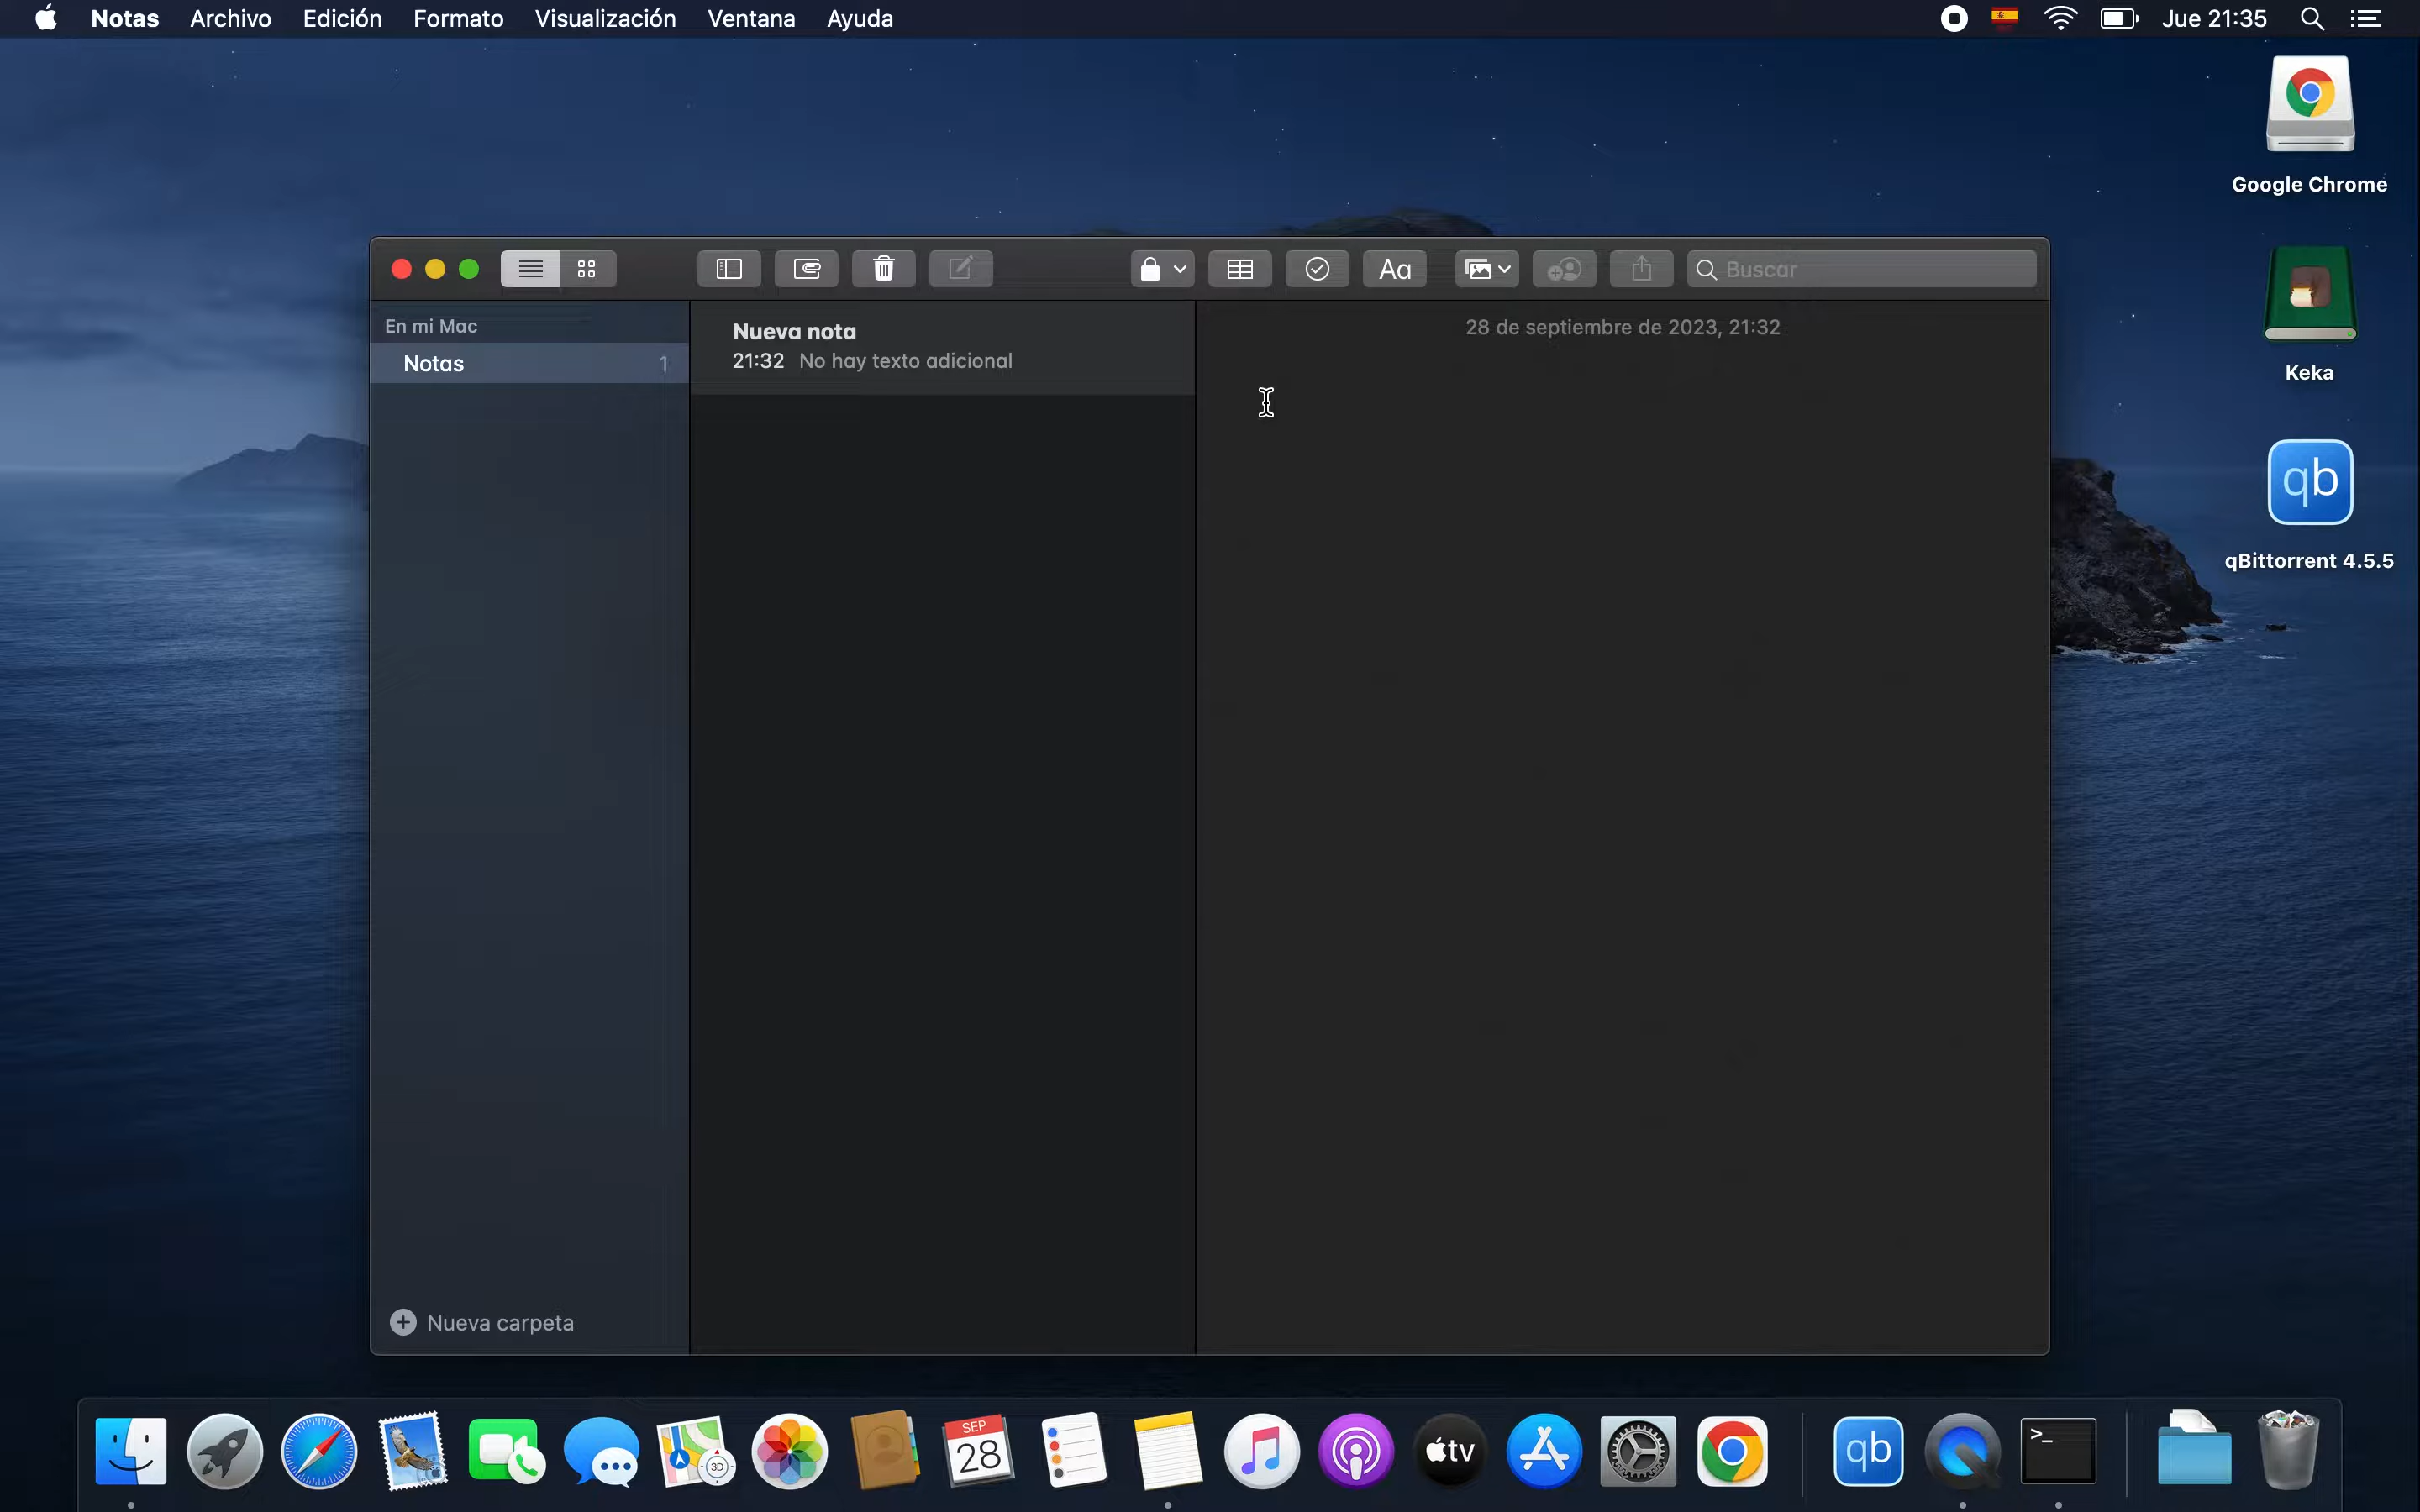 Notas Archivo Edición Formato Visualización Ventana Ayuda Jue 21:35
Google Chrome
Keka
qb
qBittorrent 4.5.5
Aa Buscar
En mi Mac
Notas 1
Nueva nota
21:32 No hay texto adicional
28 de septiembre de 2023, 21:32
Nueva carpeta
3D
SEP
28
tv
qb
>_